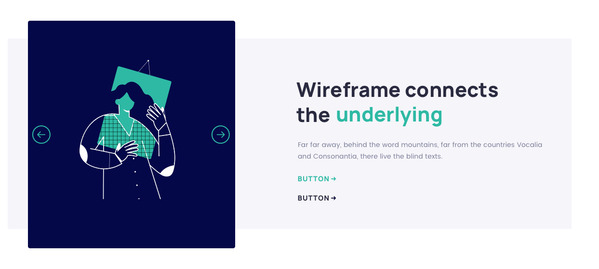 Wireframe connects
the underlying
Far far away, behind the word mountains, far from the countries Vocalia
and Consonantia, there live the blind texts.
BUTTON →
BUTTON →